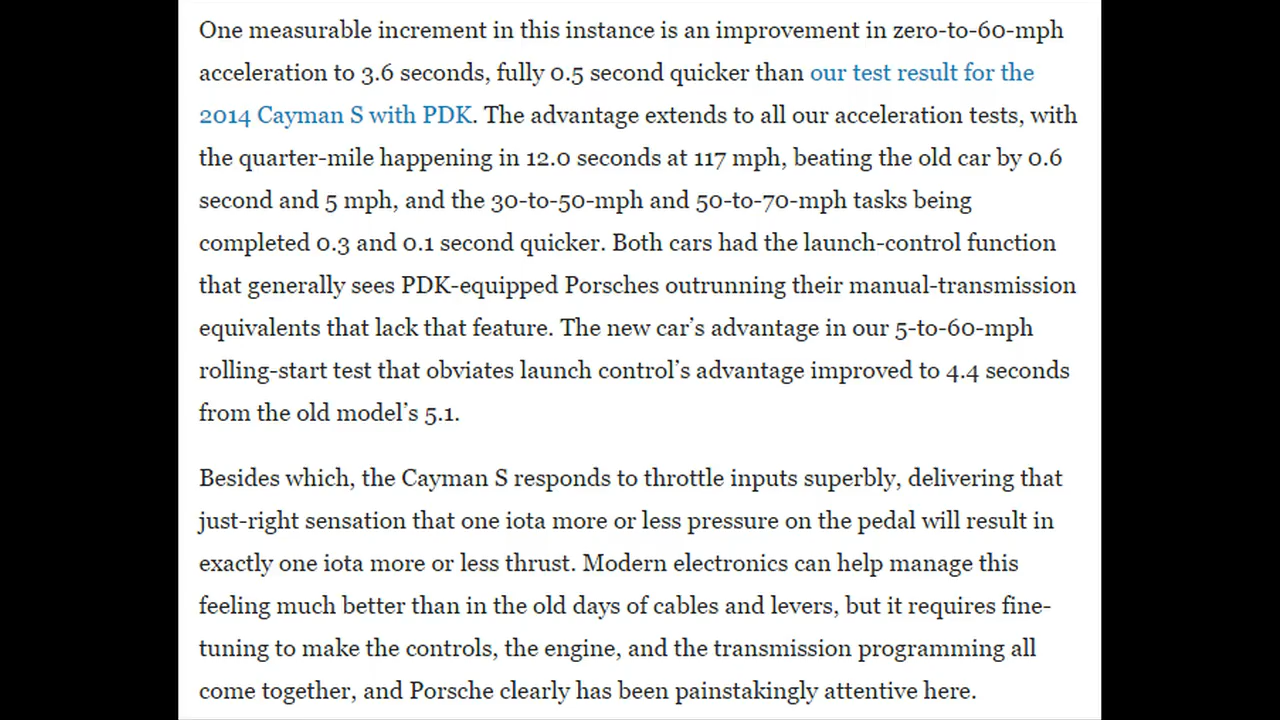 One measurable increment in this instance is an improvement in zero-to-60-mph
acceleration to 3.6 seconds, fully 0.5 second quicker than our test result for the
2014 Cayman S with PDK. The advantage extends to all our acceleration tests, with
the quarter-mile happening in 12.0 seconds at 117 mph, beating the old car by 0.6
second and 5 mph, and the 30-to-50-mph and 50-to-70-mph tasks being
completed 0.3 and 0.1 second quicker. Both cars had the launch-control function
that generally sees PDK-equipped Porsches outrunning their manual-transmission
equivalents that lack that feature. The new car’s advantage in our 5-to-60-mph
rolling-start test that obviates launch control’s advantage improved to 4.4 seconds
from the old model’s 5.1.
Besides which, the Cayman S responds to throttle inputs superbly, delivering that
just-right sensation that one iota more or less pressure on the pedal will result in
exactly one iota more or less thrust. Modern electronics can help manage this
feeling much better than in the old days of cables and levers, but it requires fine-
tuning to make the controls, the engine, and the transmission programming all
come together, and Porsche clearly has been painstakingly attentive here.